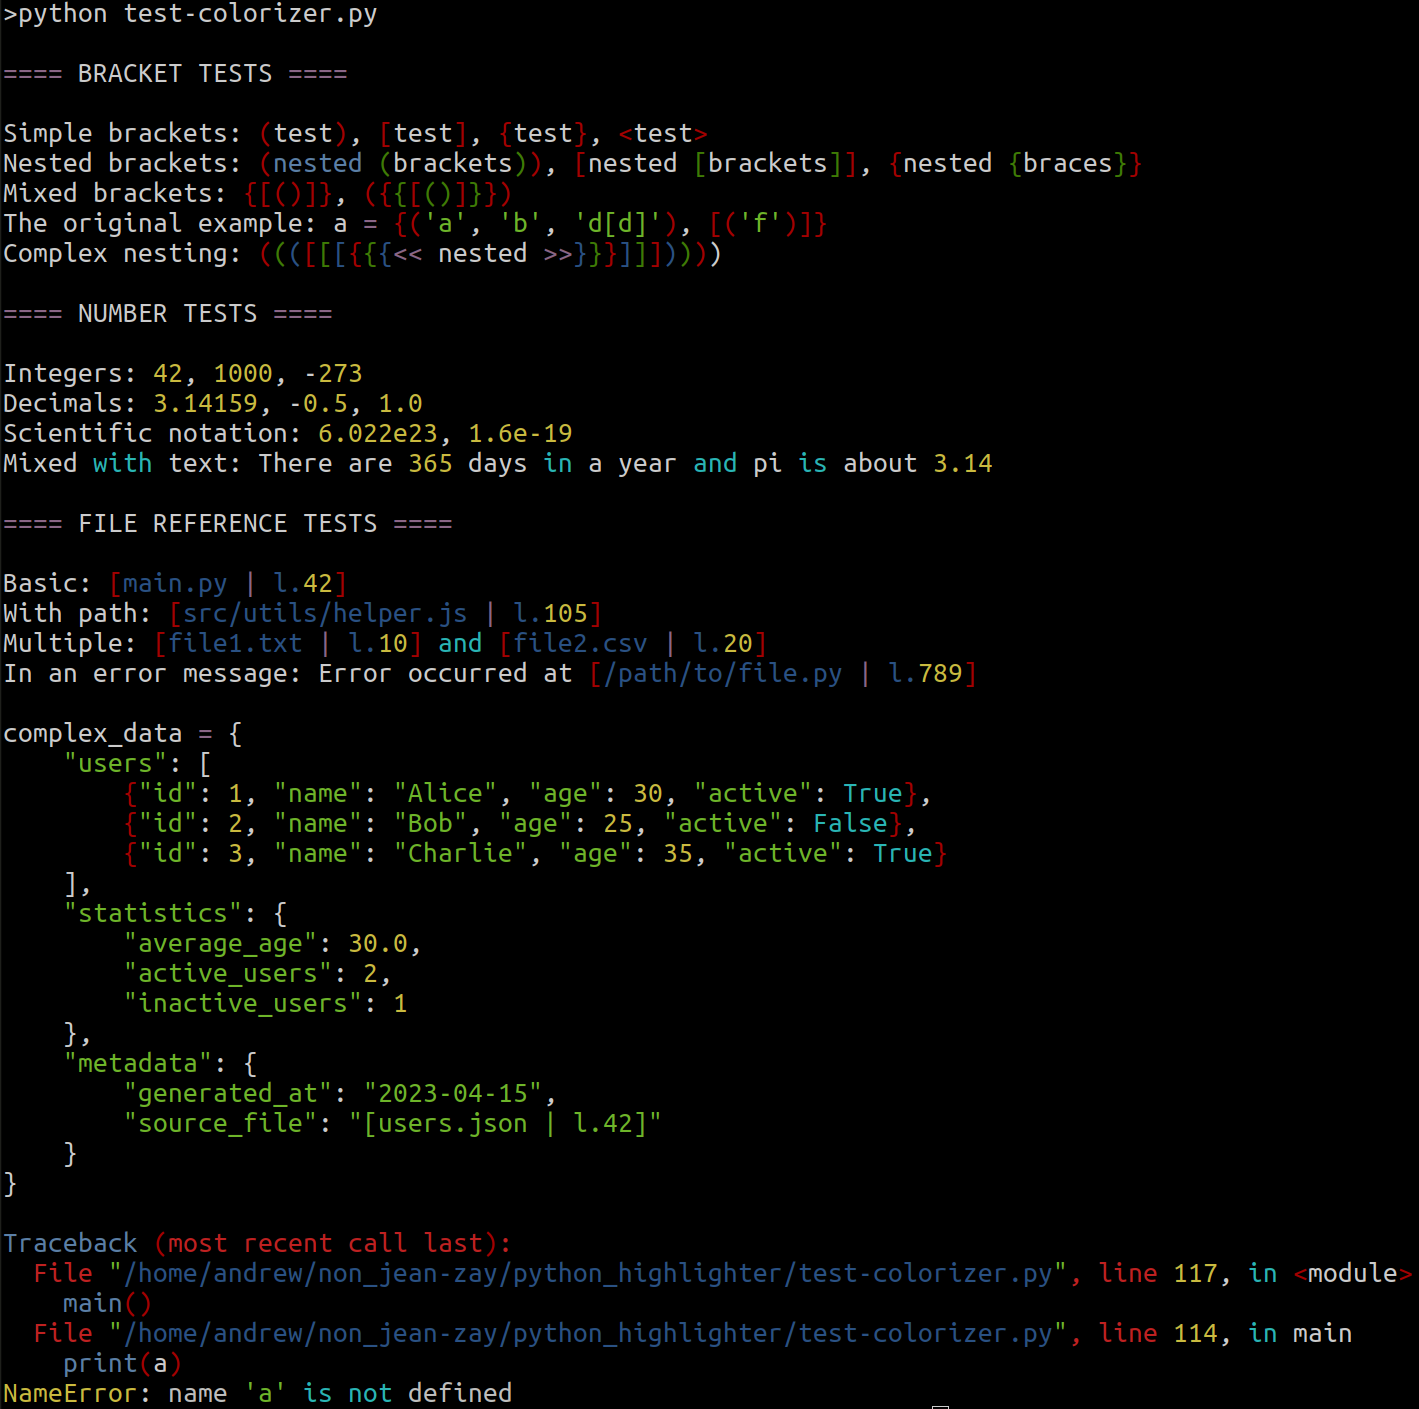 >python test-colorizer.py
==== BRACKET TESTS ====
Simple brackets: (test), [test], {test}, <test>
Nested brackets: (nested (brackets)), [nested [brackets]], {nested {braces}}
Mixed brackets: {[()]}, ({{[()]}})
The original example: a = {('a', 'b', 'd[d]'), [('f')]}
Complex nesting: ((([[[{{{<< nested >>}}}]]]))))
==== NUMBER TESTS ====
Integers: 42, 1000, -273
Decimals: 3.14159, -0.5, 1.0
Scientific notation: 6.022e23, 1.6e-19
Mixed with text: There are 365 days in a year and pi is about 3.14
==== FILE REFERENCE TESTS ====
Basic: [main.py | l.42]
With path: [src/utils/helper.js | l.105]
Multiple: [file1.txt | l.10] and [file2.csv | l.20]
In an error message: Error occurred at [/path/to/file.py | l.789]
complex_data = {
    "users": [
        {"id": 1, "name": "Alice", "age": 30, "active": True},
        {"id": 2, "name": "Bob", "age": 25, "active": False},
        {"id": 3, "name": "Charlie", "age": 35, "active": True}
    ],
    "statistics": {
        "average_age": 30.0,
        "active_users": 2,
        "inactive_users": 1
    },
    "metadata": {
        "generated_at": "2023-04-15",
        "source_file": "[users.json | l.42]"
    }
}
Traceback (most recent call last):
  File "/home/andrew/non_jean-zay/python_highlighter/test-colorizer.py", line 117, in <module>
    main()
  File "/home/andrew/non_jean-zay/python_highlighter/test-colorizer.py", line 114, in main
    print(a)
NameError: name 'a' is not defined